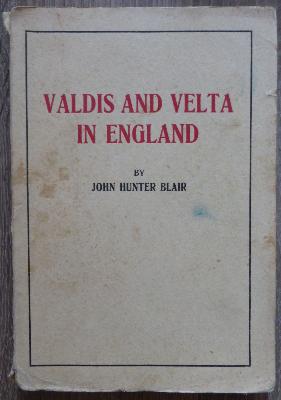 VALDIS AND VELTA
IN ENGLAND
BY
JOHN HUNTER BLAIR